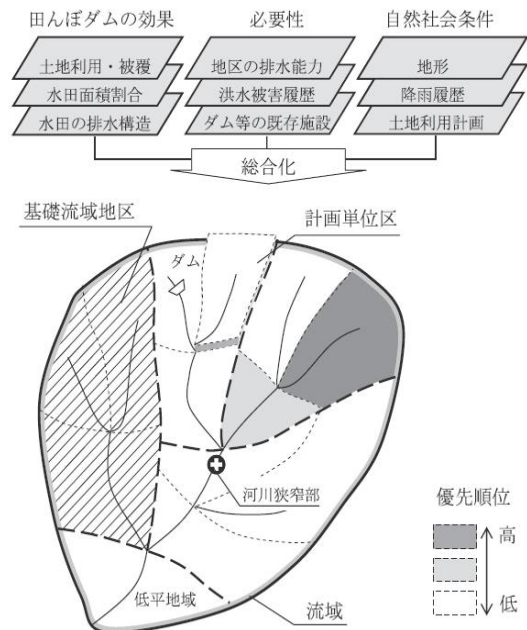 田んぼダムの効果
必要性
自然社会条件
土地利用・被覆
水田面積割合
水田の排水構造
地区の排水能力
洪水被害履歴
ダム等の既存施設
地形
降雨履歴
土地利用計画
総合化
基礎流域地区
計画単位区
ダム
河川狭窄部
優先順位
高
低
低平地域
流域